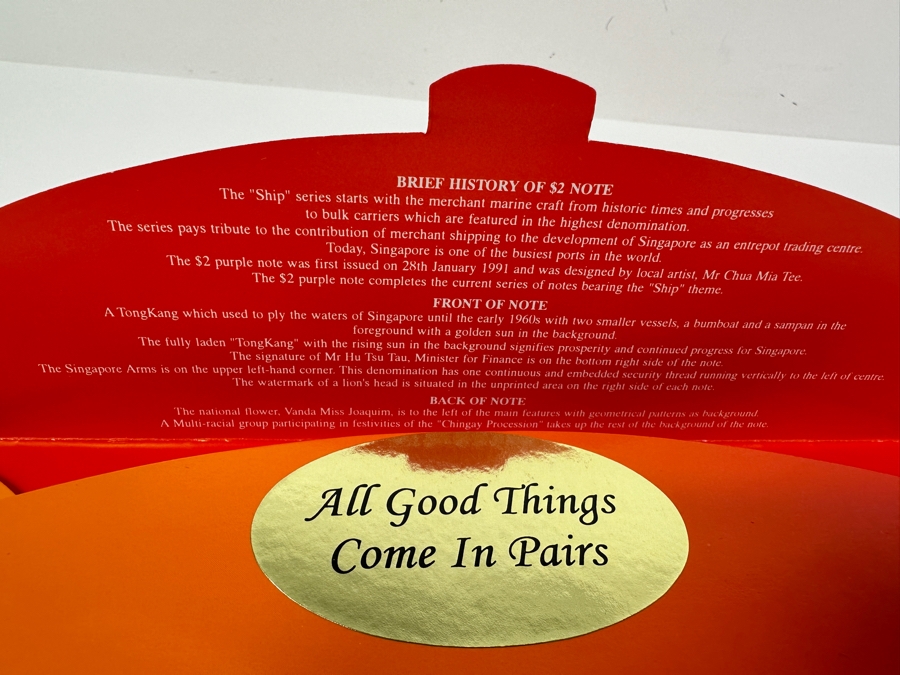 BRIEF HISTORY OF $2 NOTE
The "Ship" series starts with the merchant marine craft from historic times and progresses
to bulk carriers which are featured in the highest denomination.
The series pays tribute to the contribution of merchant shipping to the development of Singapore as an entrepot trading centre.
Today, Singapore is one of the busiest ports in the world.
The $2 purple note was first issued on 28th January 1991 and was designed by local artist, Mr Chua Mia Tee.
The $2 purple note completes the current series of notes bearing the "Ship" theme.
FRONT OF NOTE
A TongKang which used to ply the waters of Singapore until the early 1960s with two smaller vessels, a bumboat and a sampan in the
foreground with a golden sun in the background.
The fully laden "TongKang" with the rising sun in the background signifies prosperity and continued progress for Singapore.
The signature of Mr Hu Tsu Tau, Minister for Finance is on the bottom right side of the note.
The Singapore Arms is on the upper left-hand corner. This denomination has one continuous and embedded security thread running vertically to the left of centre.
The watermark of a lion's head is situated in the unprinted area on the right side of each note.
BACK OF NOTE
The national flower, Vanda Miss Joaquim, is to the left of the main features with geometrical patterns as background.
A Multi-racial group participating in festivities of the "Chingay Procession" takes up the rest of the background of the note.
All Good Things
Come In Pairs